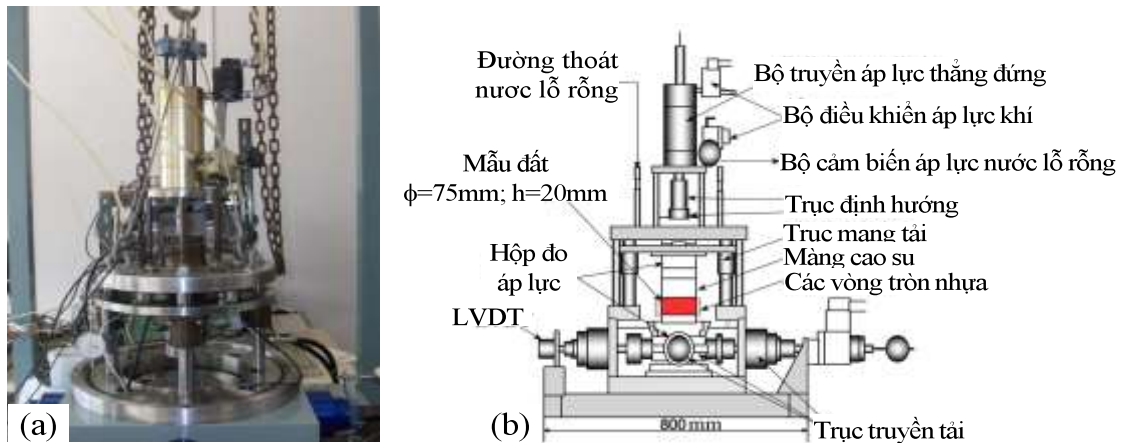 Đường thoát
nươc lỗ rỗng
Bộ truyền áp lực thẳng đứng
Bộ điều khiển áp lực khí
Mẫu đất
ϕ=75mm; h=20mm
Bộ cảm biến áp lực nước lỗ rỗng
Trục định hướng
Trục mang tải
Hộp đo
áp lực
Màng cao su
Các vòng tròn nhựa
LVDT
(a)
(b)
800 mm
Trục truyền tải